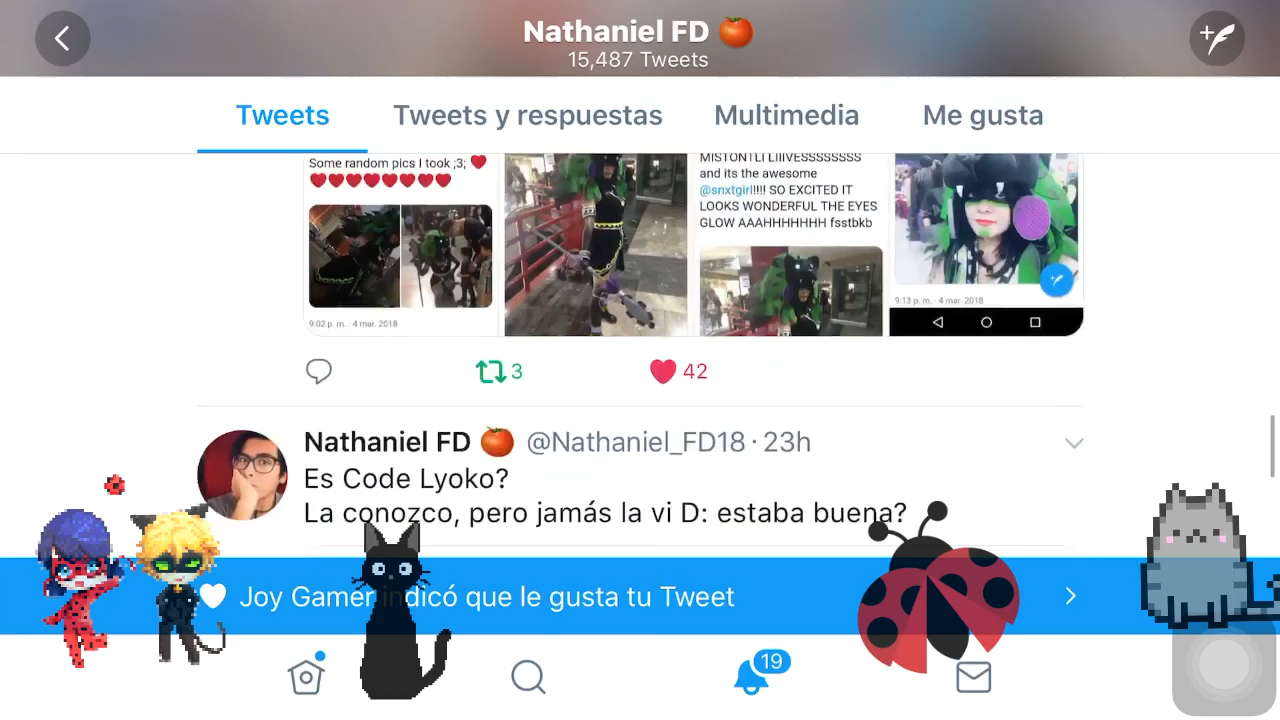 Nathaniel FD
15,487 Tweets
Tweets
Tweets y respuestas
Multimedia
Me gusta
Some random pics I took ;3;
9:02 p. m. · 4 mar. 2018
MISTONTLI LIIIVESSSSSSSS
and its the awesome
@snxtgirl!!!! SO EXCITED IT
LOOKS WONDERFUL THE EYES
GLOW AAAHHHHHHH fsstbkb
9:13 p. m. · 4 mar. 2018
3
42
Nathaniel FD @Nathaniel_FD18 · 23h
Es Code Lyoko?
La conozco, pero jamás la vi D: estaba buena?
Joy Gamer indicó que le gusta tu Tweet
19